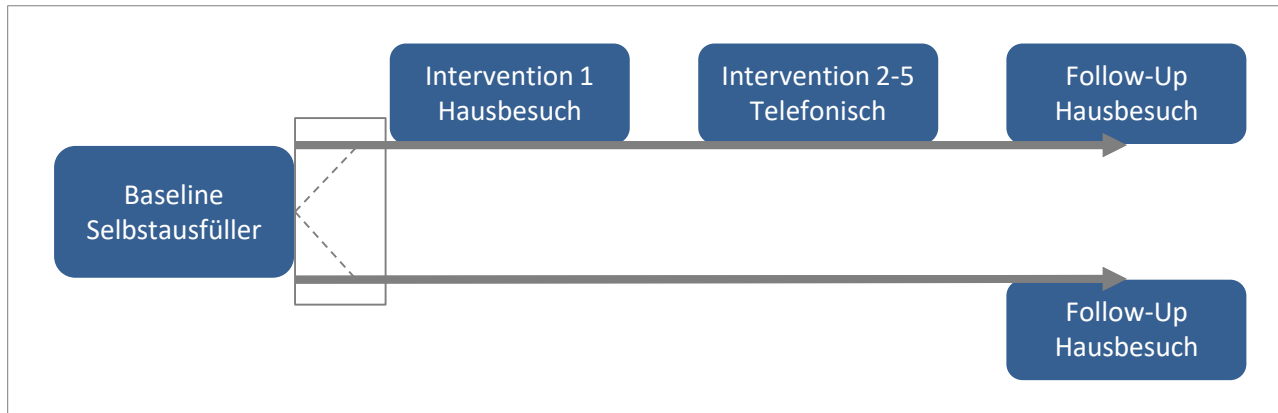 Intervention 1
Hausbesuch
Intervention 2-5
Telefonisch
Follow-Up
Hausbesuch
Baseline
Selbstausfüller
Follow-Up
Hausbesuch